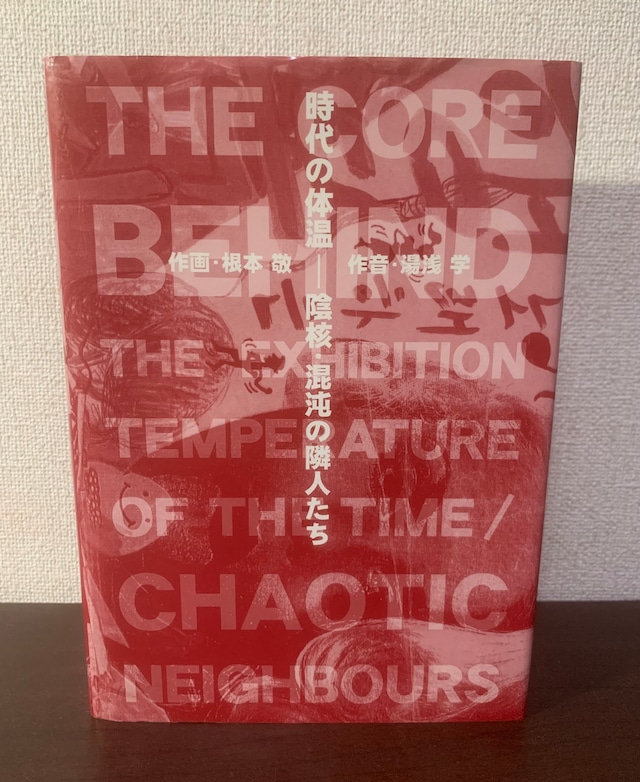 THE CORE
BEHIND
THE EXHIBITION
TEMPERATURE
OF THE TIME /
CHAOTIC
NEIGHBOURS
時代の体温―陰核・混沌の隣人たち
作画・根本 敬
作音・湯浅 学